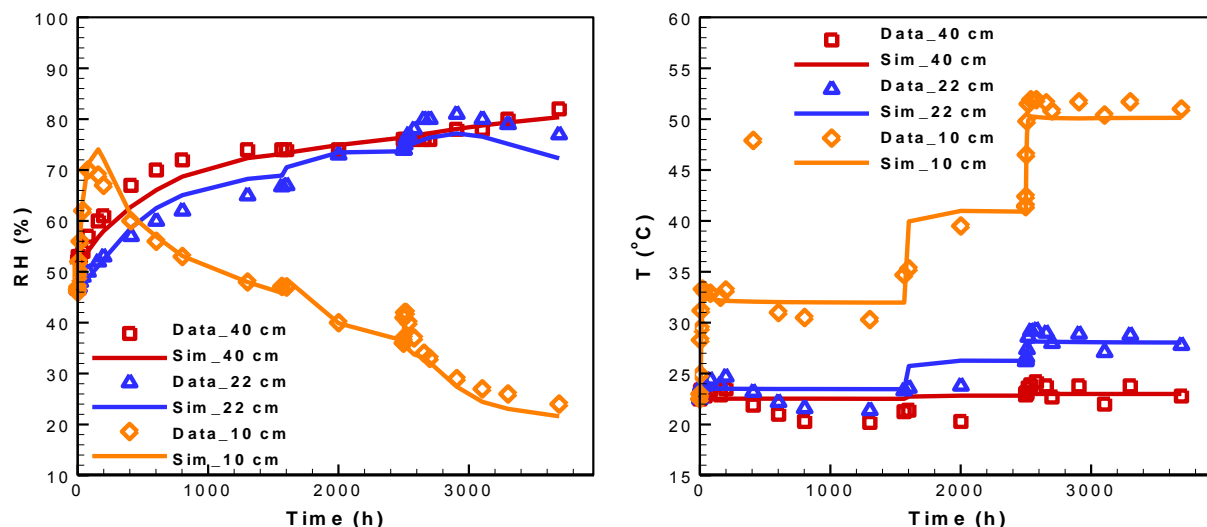 100
90
80
70
60
50
40
30
20
10
RH (%)
Data_40 cm
Sim_40 cm
Data_22 cm
Sim_22 cm
Data_10 cm
Sim_10 cm
0 1000 2000 3000
Time (h)
60
55
50
45
40
35
30
25
20
15
T (°C)
Data_40 cm
Sim_40 cm
Data_22 cm
Sim_22 cm
Data_10 cm
Sim_10 cm
0 1000 2000 3000
Time (h)